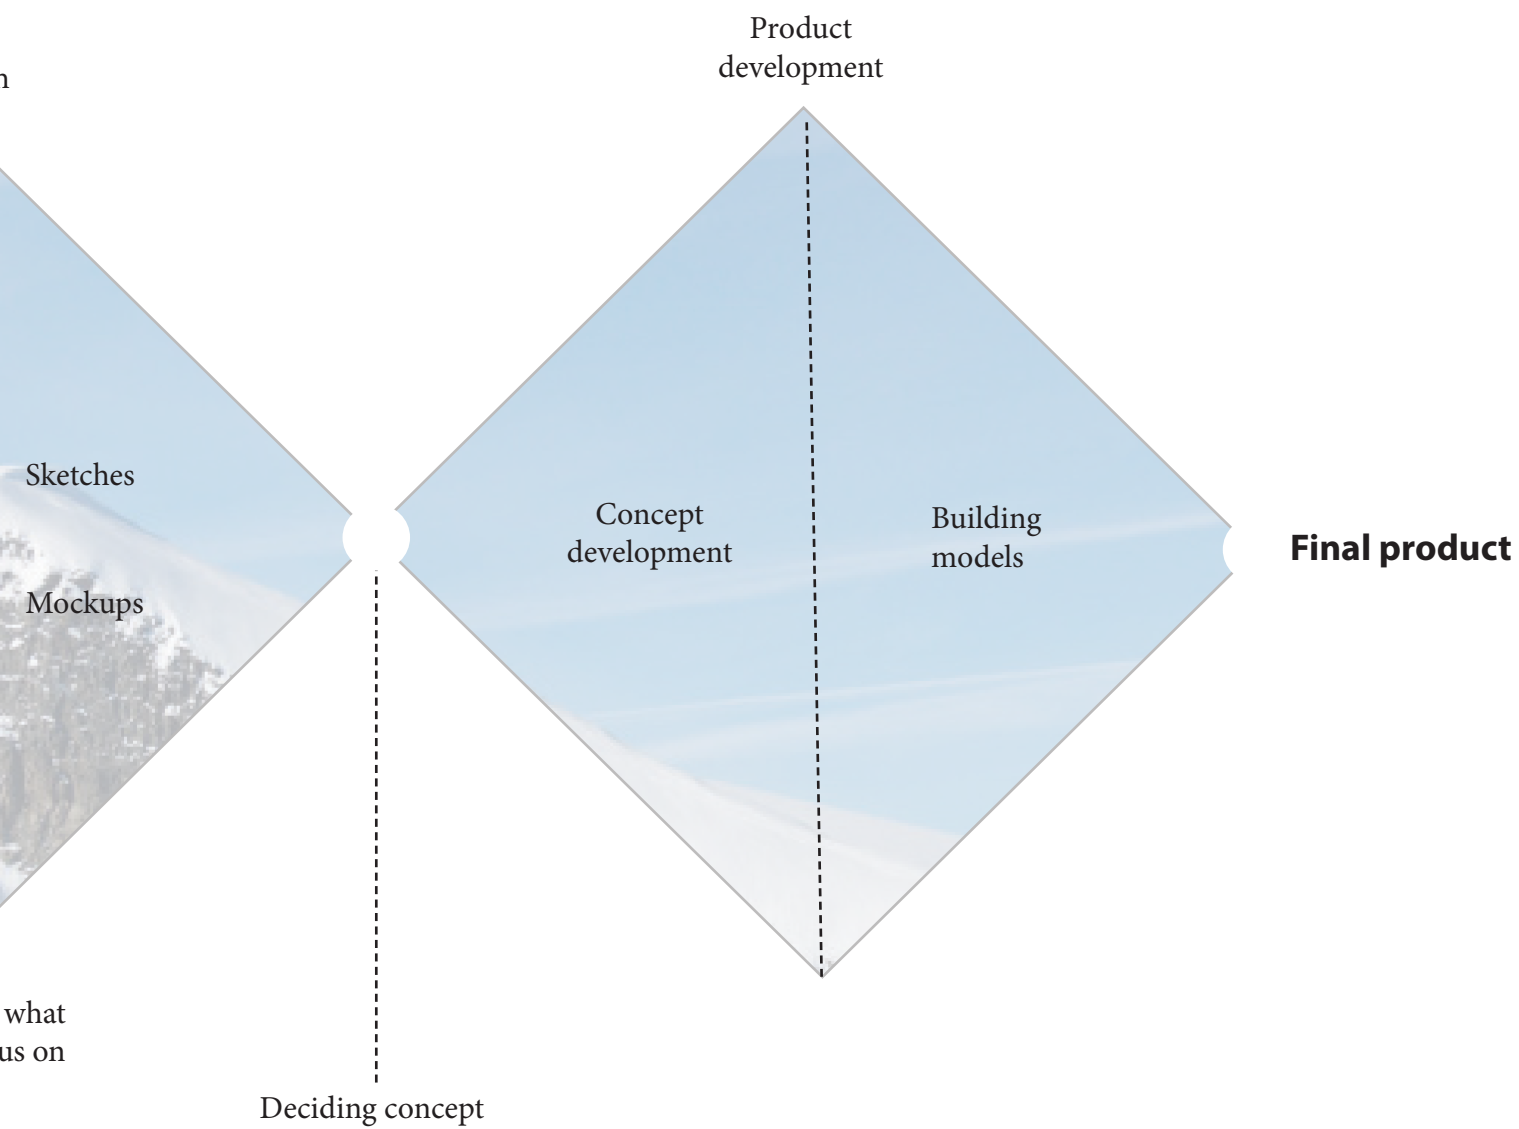 Product
development
n
Sketches
Mockups
Concept
development
Building
models
Final product
what
us on
Deciding concept